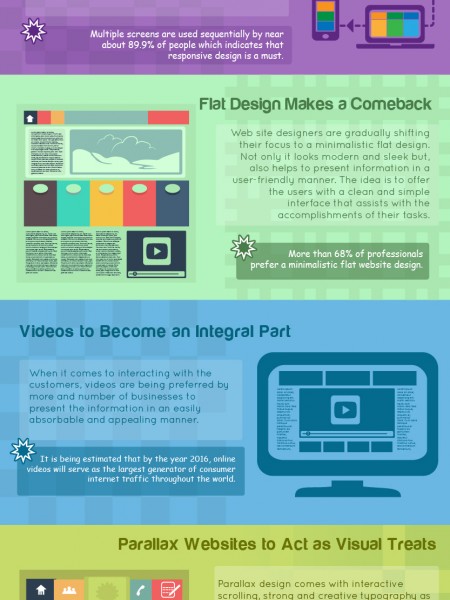 Multiple screens are used sequentially by near
about 89.9% of people which indicates that
responsive design is a must.
Flat Design Makes a Comeback
Web site designers are gradually shifting
their focus to a minimalistic flat design.
Not only it looks modern and sleek but,
also helps to present information in a
user-friendly manner. The idea is to offer
the users with a clean and simple
interface that assists with the
accomplishments of their tasks.
More than 68% of professionals
prefer a minimalistic flat website design.
Videos to Become an Integral Part
When it comes to interacting with the
customers, videos are being preferred by
more and number of businesses to
present the information in an easily
absorbable and appealing manner.
It is being estimated that by the year 2016, online
videos will serve as the largest generator of consumer
internet traffic throughout the world.
Parallax Websites to Act as Visual Treats
Parallax design comes with interactive
scrolling, strong and creative typography as